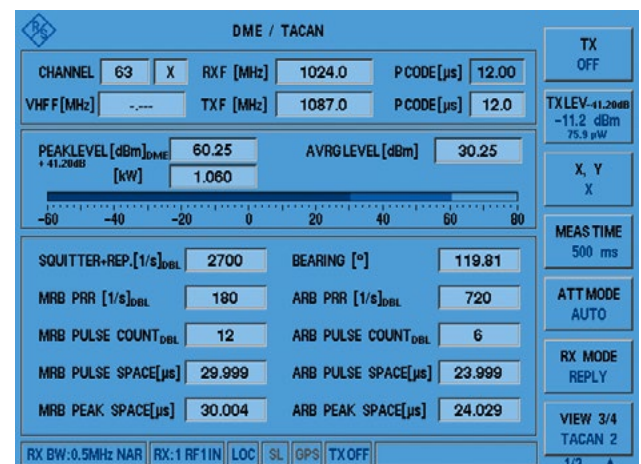 R&S
DME / TACAN
CHANNEL 63 X RXF [MHz] 1024.0 PCODE[µs] 12.00
VHFF[MHz] -.--- TXF [MHz] 1087.0 PCODE[µs] 12.0
PEAKLEVEL[dBm]DME 60.25 AVRGLEVEL[dBm] 30.25
+ 41.20dB
[kW] 1.060
-60 -40 -20 0 20 40 60 80
SQUITTER+REP.[1/s]DBL 2700 BEARING [°] 119.81
MRB PRR [1/s]DBL 180 ARB PRR [1/s]DBL 720
MRB PULSE COUNTDBL 12 ARB PULSE COUNTDBL 6
MRB PULSE SPACE[µs] 29.999 ARB PULSE SPACE[µs] 23.999
MRB PEAK SPACE[µs] 30.004 ARB PEAK SPACE[µs] 24.029
RX BW:0.5MHz NAR RX:1 RF1IN LOC SL GPS TXOFF
TX
OFF
TXLEV-41.20dB
-11.2 dBm
75.9 µW
X, Y
X
MEAS TIME
500 ms
ATT MODE
AUTO
RX MODE
REPLY
VIEW 3/4
TACAN 2
1/2